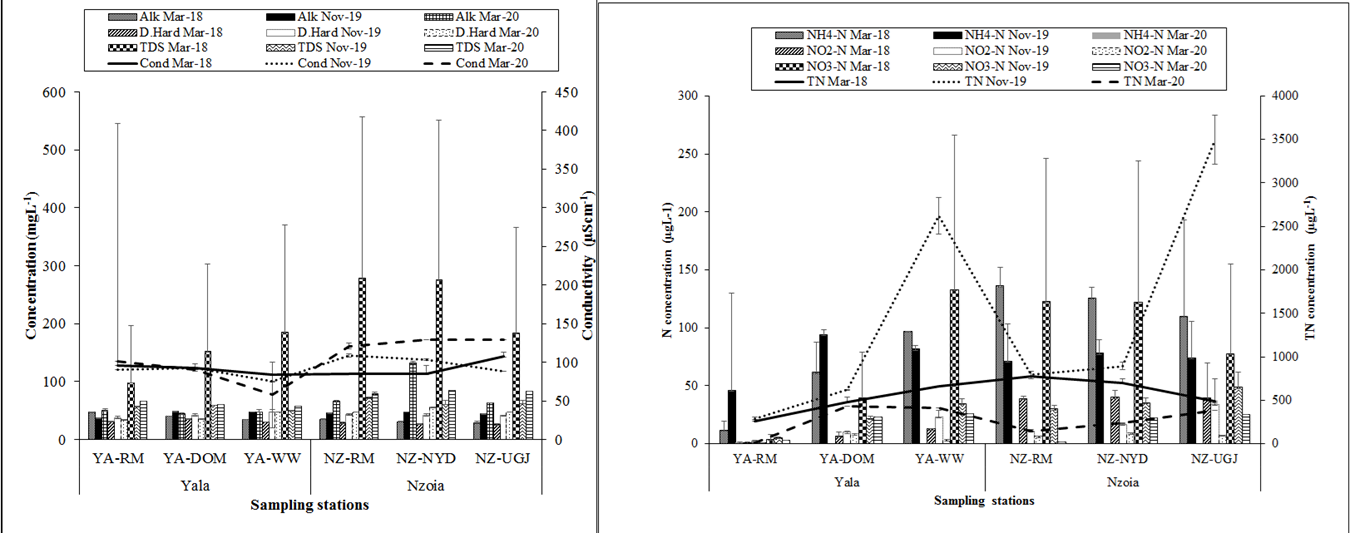 Alk Mar-18 Alk Nov-19 Alk Mar-20
D.Hard Mar-18 D.Hard Nov-19 D.Hard Mar-20
TDS Mar-18 TDS Nov-19 TDS Mar-20
Cond Mar-18 Cond Nov-19 Cond Mar-20
Concentration (mgL-1)
600
500
400
300
200
100
0
450
400
350
300
250
200
150
100
50
0
Conductivity (µScm-1)
YA-RM YA-DOM YA-WW NZ-RM NZ-NYD NZ-UGJ
Yala Nzoia
Sampling stations
NH4-N Mar-18 NH4-N Nov-19 NH4-N Mar-20
NO2-N Mar-18 NO2-N Nov-19 NO2-N Mar-20
NO3-N Mar-18 NO3-N Nov-19 NO3-N Mar-20
TN Mar-18 TN Nov-19 TN Mar-20
N concentration (µgL-1)
300
250
200
150
100
50
0
4000
3500
3000
2500
2000
1500
1000
500
0
TN concentration (µgL-1)
YA-RM YA-DOM YA-WW NZ-RM NZ-NYD NZ-UGJ
Yala Nzoia
Sampling stations